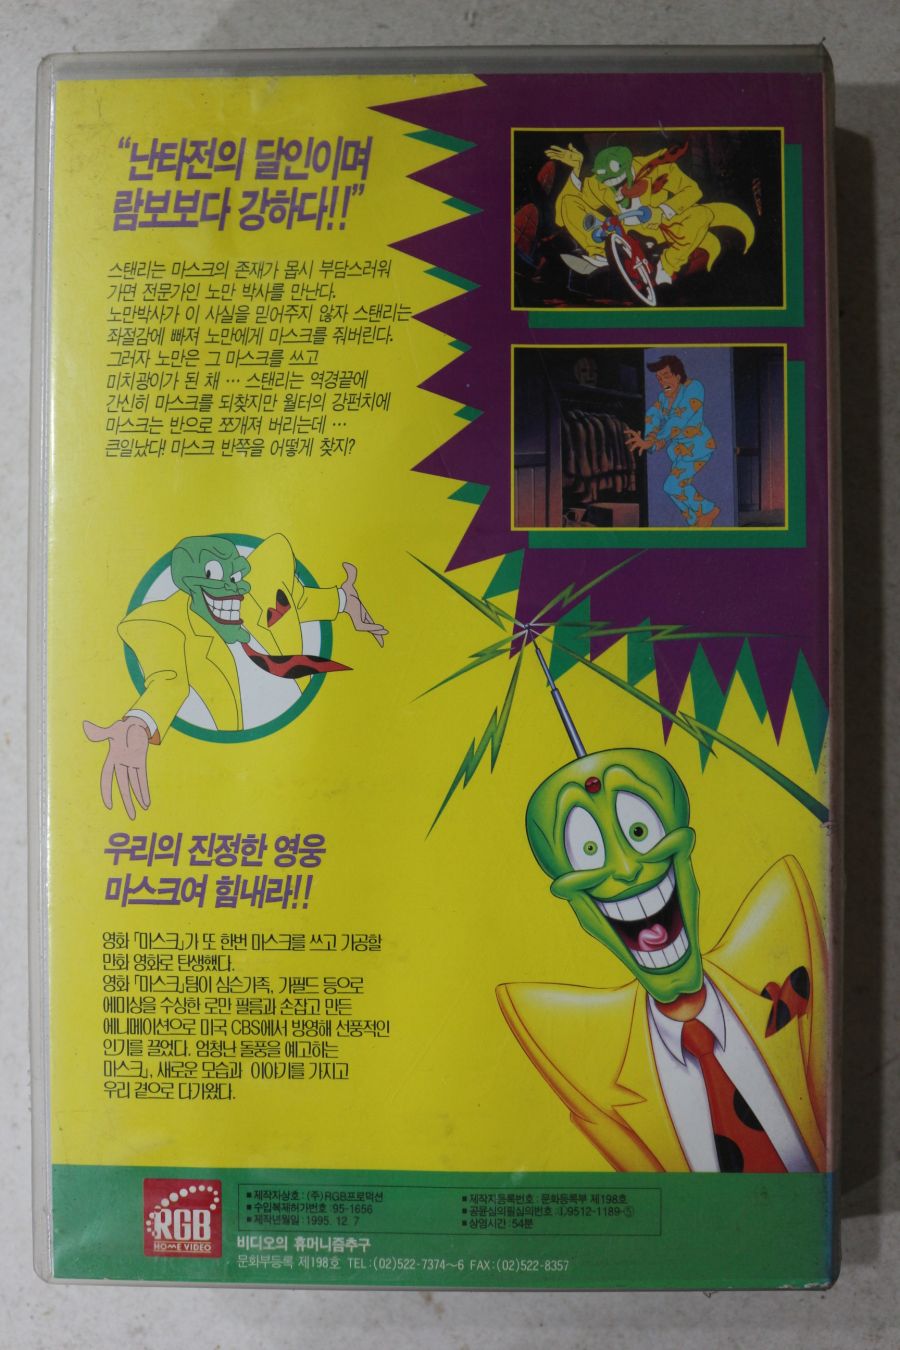 “난타전의 달인이며
람보보다 강하다!!”
스탠리는 마스크의 존재가 몹시 부담스러워
가면 전문가인 노만 박사를 만난다.
노만박사가 이 사실을 믿어주지 않자 스탠리는
좌절감에 빠져 노만에게 마스크를 줘버린다.
그러자 노만은 그 마스크를 쓰고
미치광이가 된 채 … 스탠리는 역경끝에
간신히 마스크를 되찾지만 월터의 강펀치에
마스크는 반으로 쪼개져 버리는데 …
큰일났다! 마스크 반쪽을 어떻게 찾지?
우리의 진정한 영웅
마스크여 힘내라!!
영화 「마스크」가 또 한번 마스크를 쓰고 가공할
만화 영화로 탄생했다.
영화 「마스크」팀이 심슨가족, 가필드 등으로
에미상을 수상한 로만 필름과 손잡고 만든
에니메이션으로 미국 CBS에서 방영해 선풍적인
인기를 끌었다. 엄청난 돌풍을 예고하는
마스크」, 새로운 모습과 이야기를 가지고
우리 곁으로 다가왔다.
RGB
HOME VIDEO
■ 제작자상호 : (주)RGB프로덕션
■ 수입복제허가번호 : 95-1656
■ 제작년월일 : 1995. 12. 7
■ 제작자등록번호 : 문화등록부 제198호
■ 공윤심의필심의번호 : ①9512-1189-⑤
■ 상영시간 : 54분
비디오의 휴머니즘추구
문화부등록 제198호 TEL : (02)522-7374~6 FAX : (02)522-8357